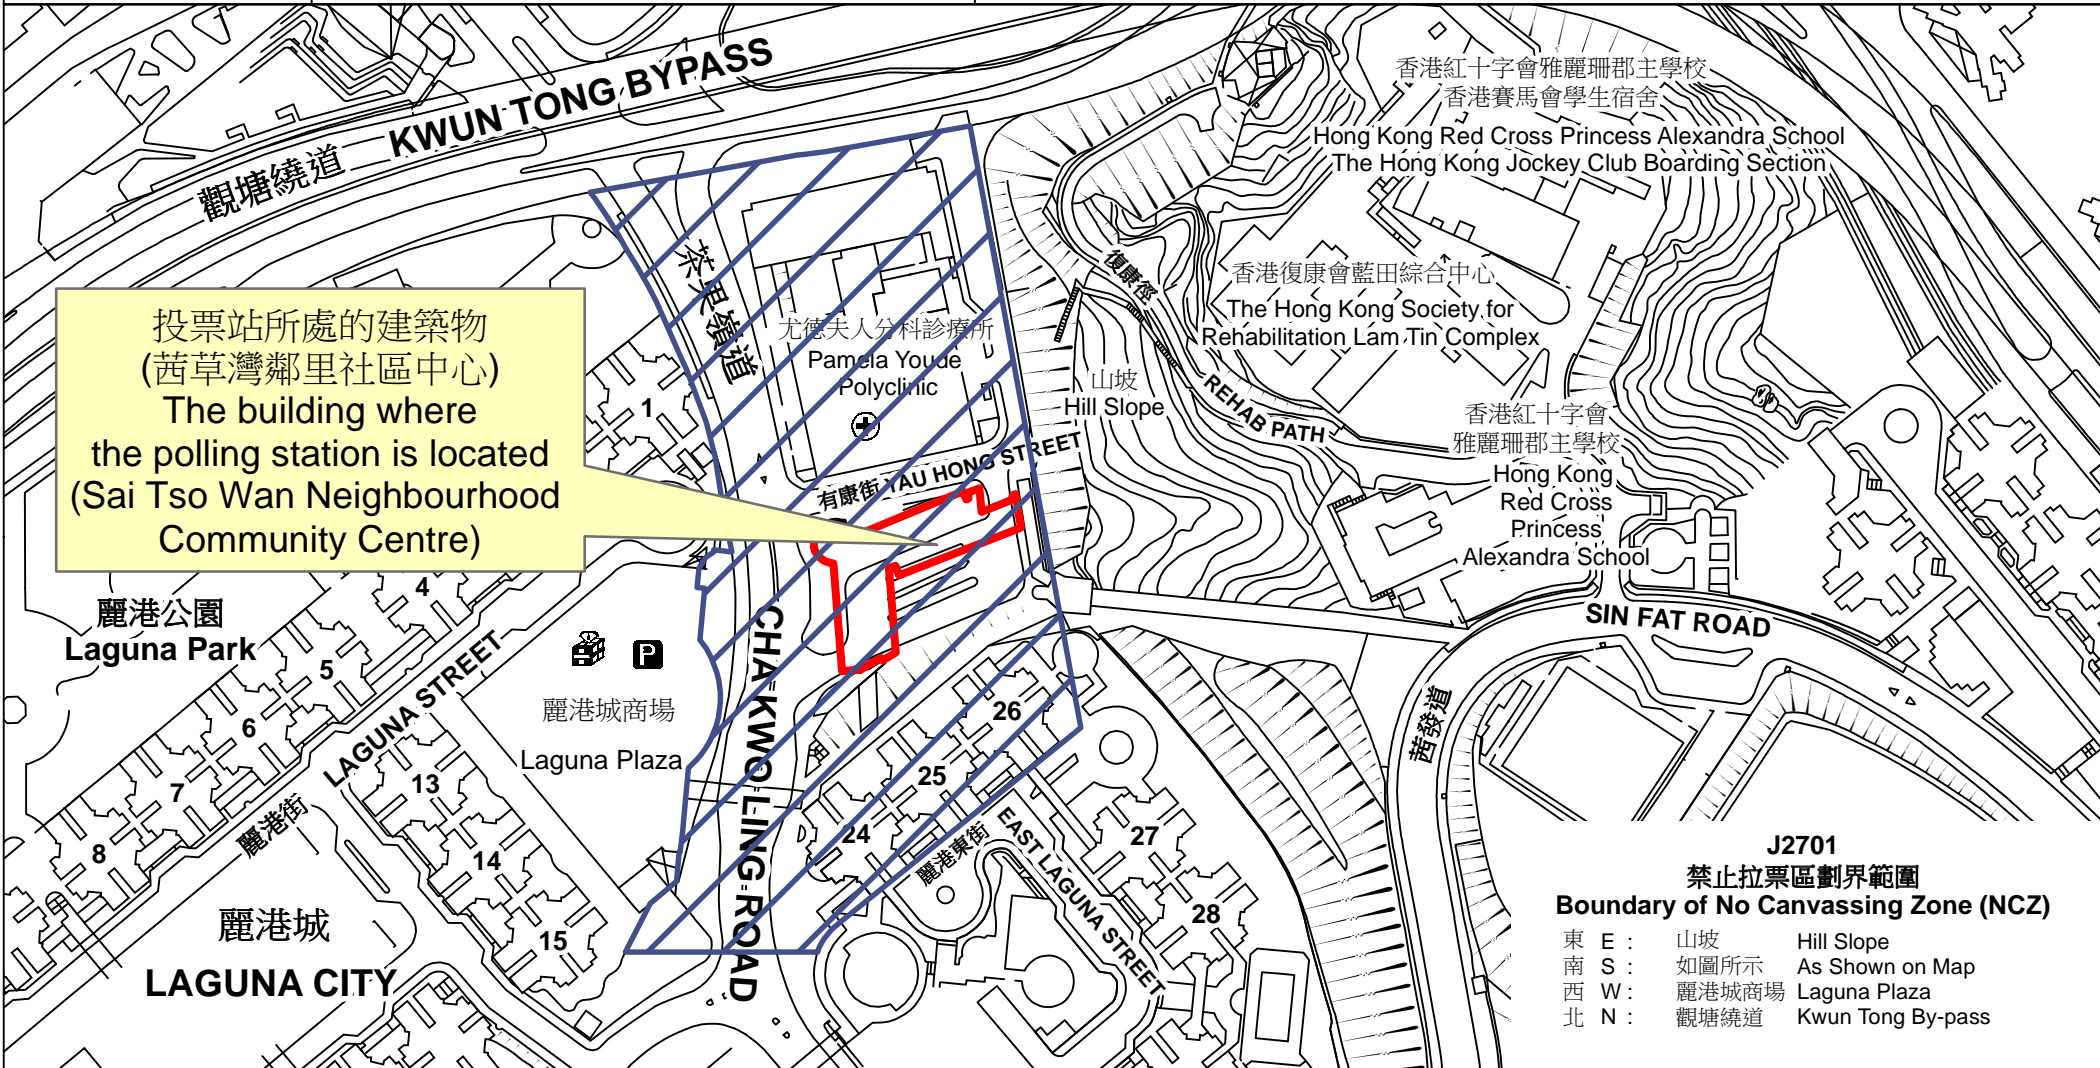 觀塘繞道 KWUN TONG BYPASS
香港紅十字會雅麗珊郡主學校
香港賽馬會學生宿舍
Hong Kong Red Cross Princess Alexandra School
The Hong Kong Jockey Club Boarding Section
茶果嶺道
復康徑
香港復康會藍田綜合中心
The Hong Kong Society for
Rehabilitation Lam Tin Complex
投票站所處的建築物
(茜草灣鄰里社區中心)
The building where
the polling station is located
(Sai Tso Wan Neighbourhood
Community Centre)
尤德夫人分科診療所
Pamela Youde
Polyclinic
山坡
Hill Slope
REHAB PATH
1
香港紅十字會
雅麗珊郡主學校
Hong Kong
Red Cross
Princess
Alexandra School
有康街 YAU HONG STREET
4
麗港公園
Laguna Park
5
6
7
8
LAGUNA STREET
麗港街
P
麗港城商場
Laguna Plaza
CHA KWO LING ROAD
SIN FAT ROAD
茜發道
26
25
24
13
14
15
麗港東街
EAST LAGUNA STREET
27
28
麗港城
LAGUNA CITY
J2701
禁止拉票區劃界範圍
Boundary of No Canvassing Zone (NCZ)
東 E : 山坡 Hill Slope
南 S : 如圖所示 As Shown on Map
西 W : 麗港城商場 Laguna Plaza
北 N : 觀塘繞道 Kwun Tong By-pass